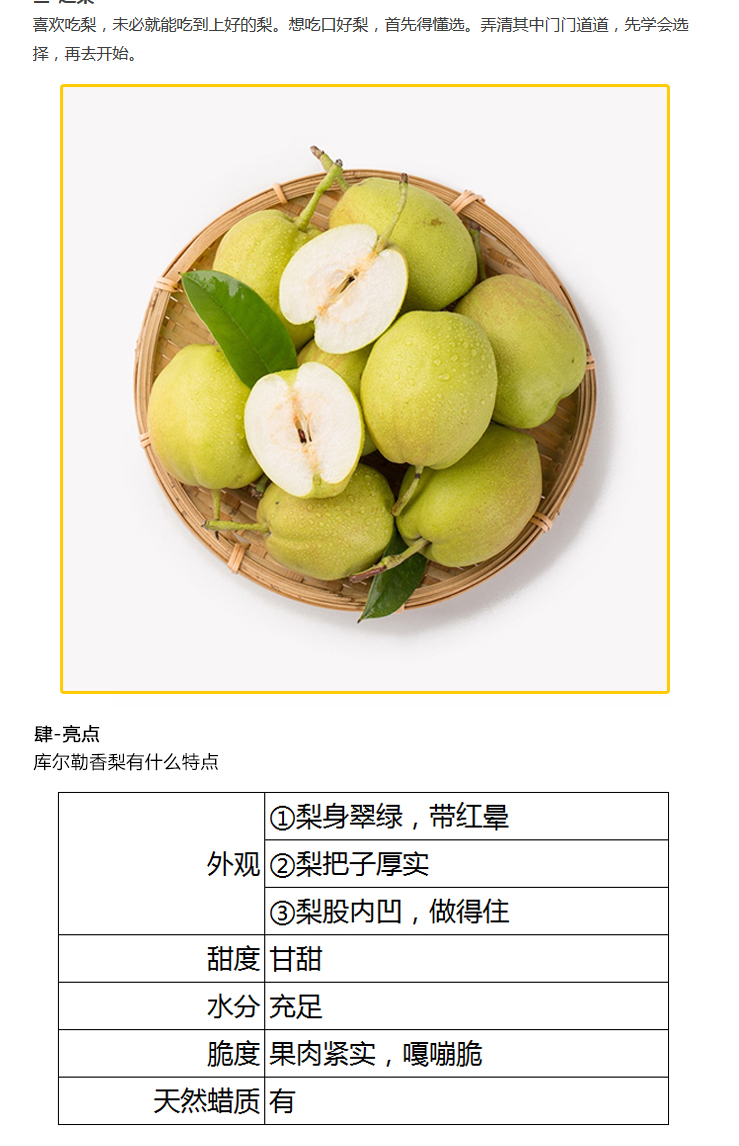 喜欢吃梨，未必就能吃到上好的梨。想吃口好梨，首先得懂选。弄清其中门门道道，先学会选
择，再去开始。
肆-亮点
库尔勒香梨有什么特点
外观
①梨身翠绿，带红晕
②梨把子厚实
③梨股内凹，做得住
甜度 甘甜
水分 充足
脆度 果肉紧实，嘎嘣脆
天然蜡质 有